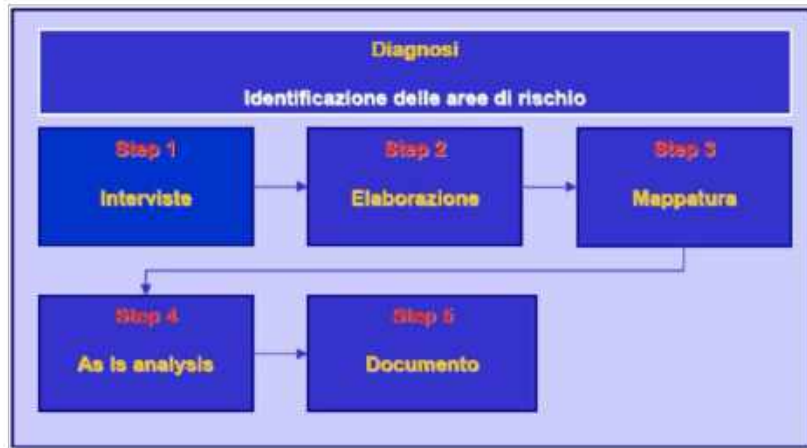 Diagnosi
Identificazione delle aree di rischio
Step 1
Interviste
Step 2
Elaborazione
Step 3
Mappatura
Step 4
As is analysis
Step 5
Documento